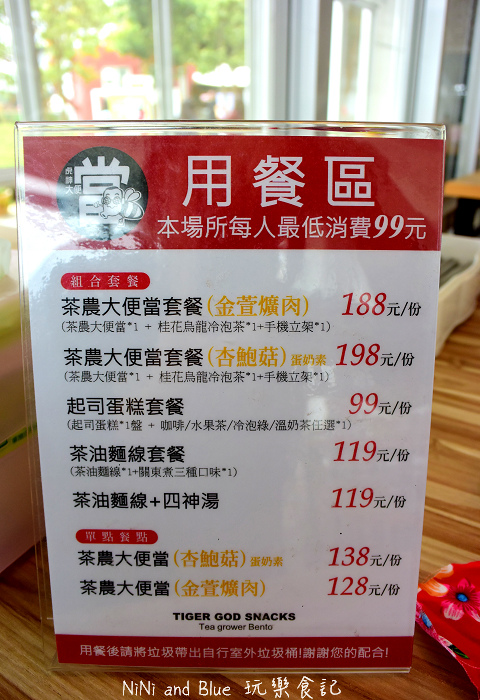 用餐區
本場所每人最低消費99元
組合套餐
茶農大便當套餐(金萱爌肉) 188元/份
(茶農大便當*1 + 桂花烏龍冷泡茶*1+手機立架*1)
茶農大便當套餐(杏鮑菇)蛋奶素 198元/份
(茶農大便當*1 + 桂花烏龍冷泡茶*1+手機立架*1)
起司蛋糕套餐 99元/份
(起司蛋糕*1盤 + 咖啡/水果茶/冷泡綠/溫奶茶任選*1)
茶油麵線套餐 119元/份
(茶油麵線*1+關東煮三種口味*1)
茶油麵線+四神湯 119元/份
單點餐點
茶農大便當(杏鮑菇)蛋奶素 138元/份
茶農大便當(金萱爌肉) 128元/份
TIGER GOD SNACKS
Tea grower Bento
用餐後請將垃圾帶出自行室外垃圾桶!謝謝您的配合!
NiNi and Blue 玩樂食記